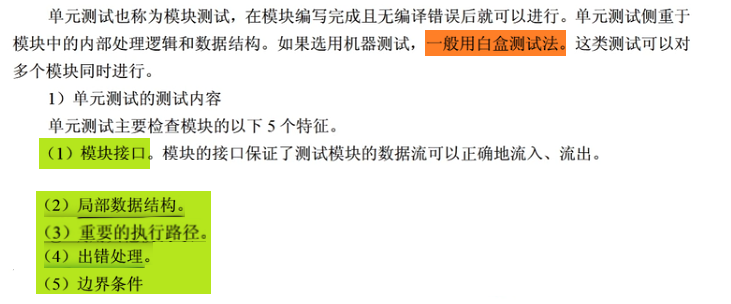 单元测试也称为模块测试，在模块编写完成且无编译错误后就可以进行。单元测试侧重于
模块中的内部处理逻辑和数据结构。如果选用机器测试，一般用白盒测试法。这类测试可以对
多个模块同时进行。
1）单元测试的测试内容
单元测试主要检查模块的以下 5 个特征。
（1）模块接口。模块的接口保证了测试模块的数据流可以正确地流入、流出。
（2）局部数据结构。
（3）重要的执行路径。
（4）出错处理。
（5）边界条件